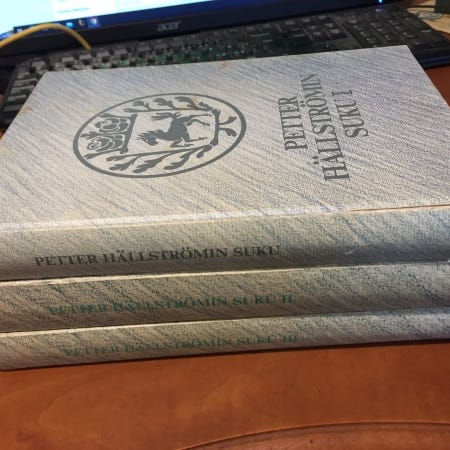 acer
PETTER
HÄLLSTRÖMIN
SUKU I
PETTER HÄLLSTRÖMIN SUKU
PETTER HÄLLSTRÖMIN SUKU II
PETTER HÄLLSTRÖMIN SUKU III